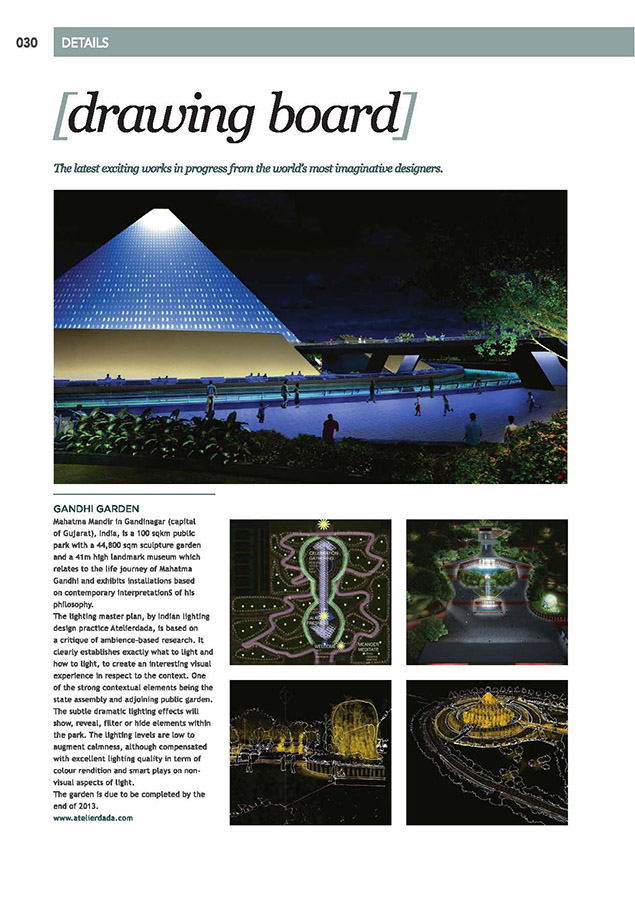 030
DETAILS
[drawing board]
The latest exciting works in progress from the world's most imaginative designers.
GANDHI GARDEN
Mahatma Mandir in Gandinagar (capital
of Gujarat), India, is a 100 sqkm public
park with a 44,800 sqm sculpture garden
and a 41m high landmark museum which
relates to the life journey of Mahatma
Gandhi and exhibits installations based
on contemporary interpretationS of his
philosophy.
The lighting master plan, by Indian lighting
design practice Atelierdada, is based on
a critique of ambience-based research. It
clearly establishes exactly what to light and
how to light, to create an interesting visual
experience in respect to the context. One
of the strong contextual elements being the
state assembly and adjoining public garden.
The subtle dramatic lighting effects will
show, reveal, filter or hide elements within
the park. The lighting levels are low to
augment calmness, although compensated
with excellent lighting quality in term of
colour rendition and smart plays on non-
visual aspects of light.
The garden is due to be completed by the
end of 2013.
www.atelierdada.com
CELEBRATION
GATHERING
WELCOME
MEANDER
MEDITATE